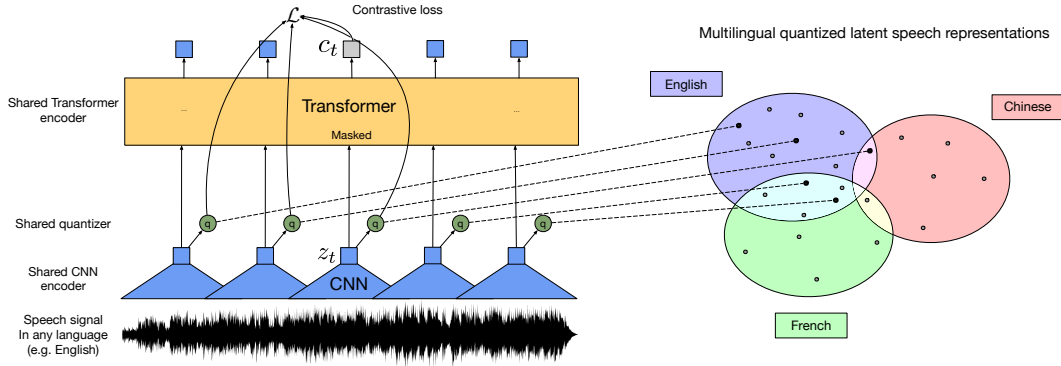 ℒ
Contrastive loss
c_t
Shared Transformer
encoder
...
Transformer
...
Masked
Shared quantizer
q
q
q
q
q
z_t
Shared CNN
encoder
CNN
Speech signal
In any language
(e.g. English)
Multilingual quantized latent speech representations
English
Chinese
French